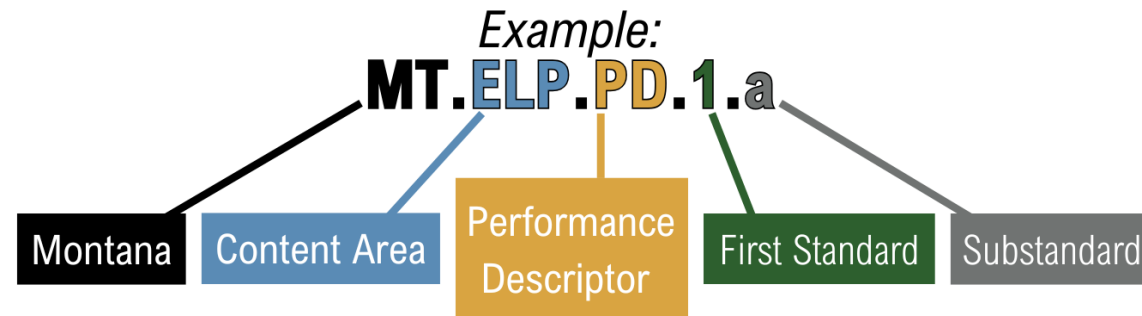 Example:
MT.ELP.PD.1.a
Montana
Content Area
Performance
Descriptor
First Standard
Substandard